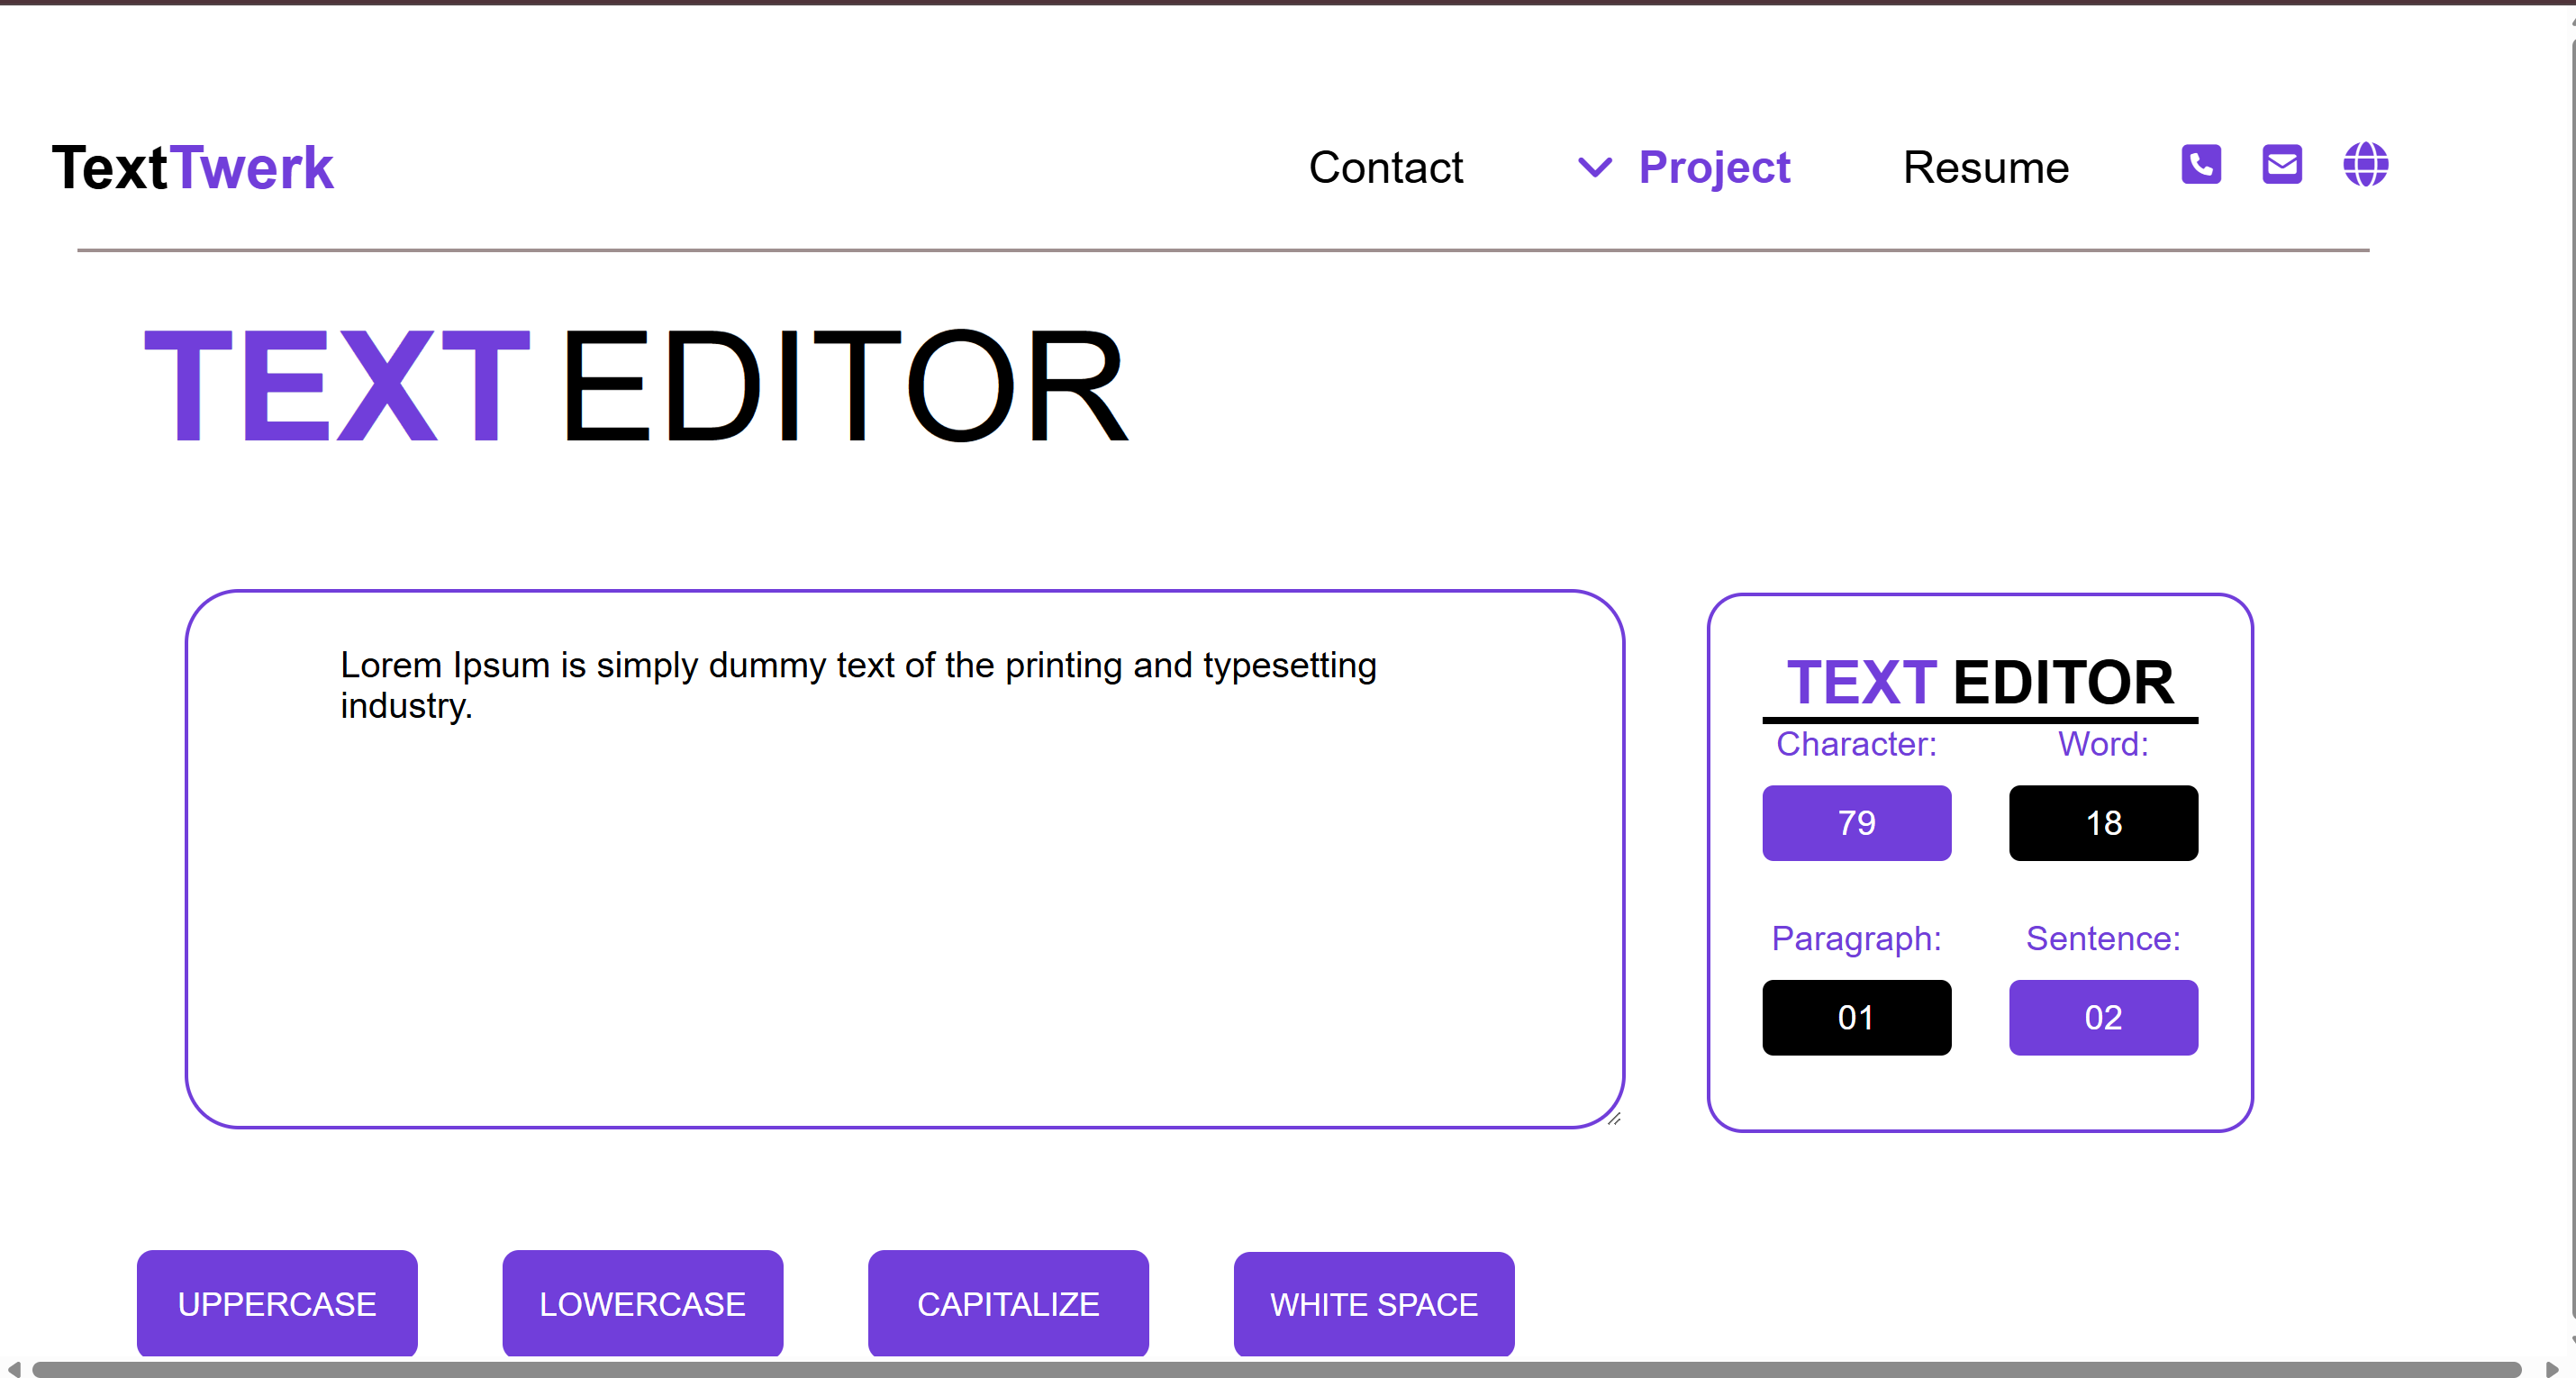 TextTwerk
Contact Project Resume
TEXT EDITOR
Lorem Ipsum is simply dummy text of the printing and typesetting
industry.
TEXT EDITOR
Character: Word:
79 18
Paragraph: Sentence:
01 02
UPPERCASE LOWERCASE CAPITALIZE WHITE SPACE